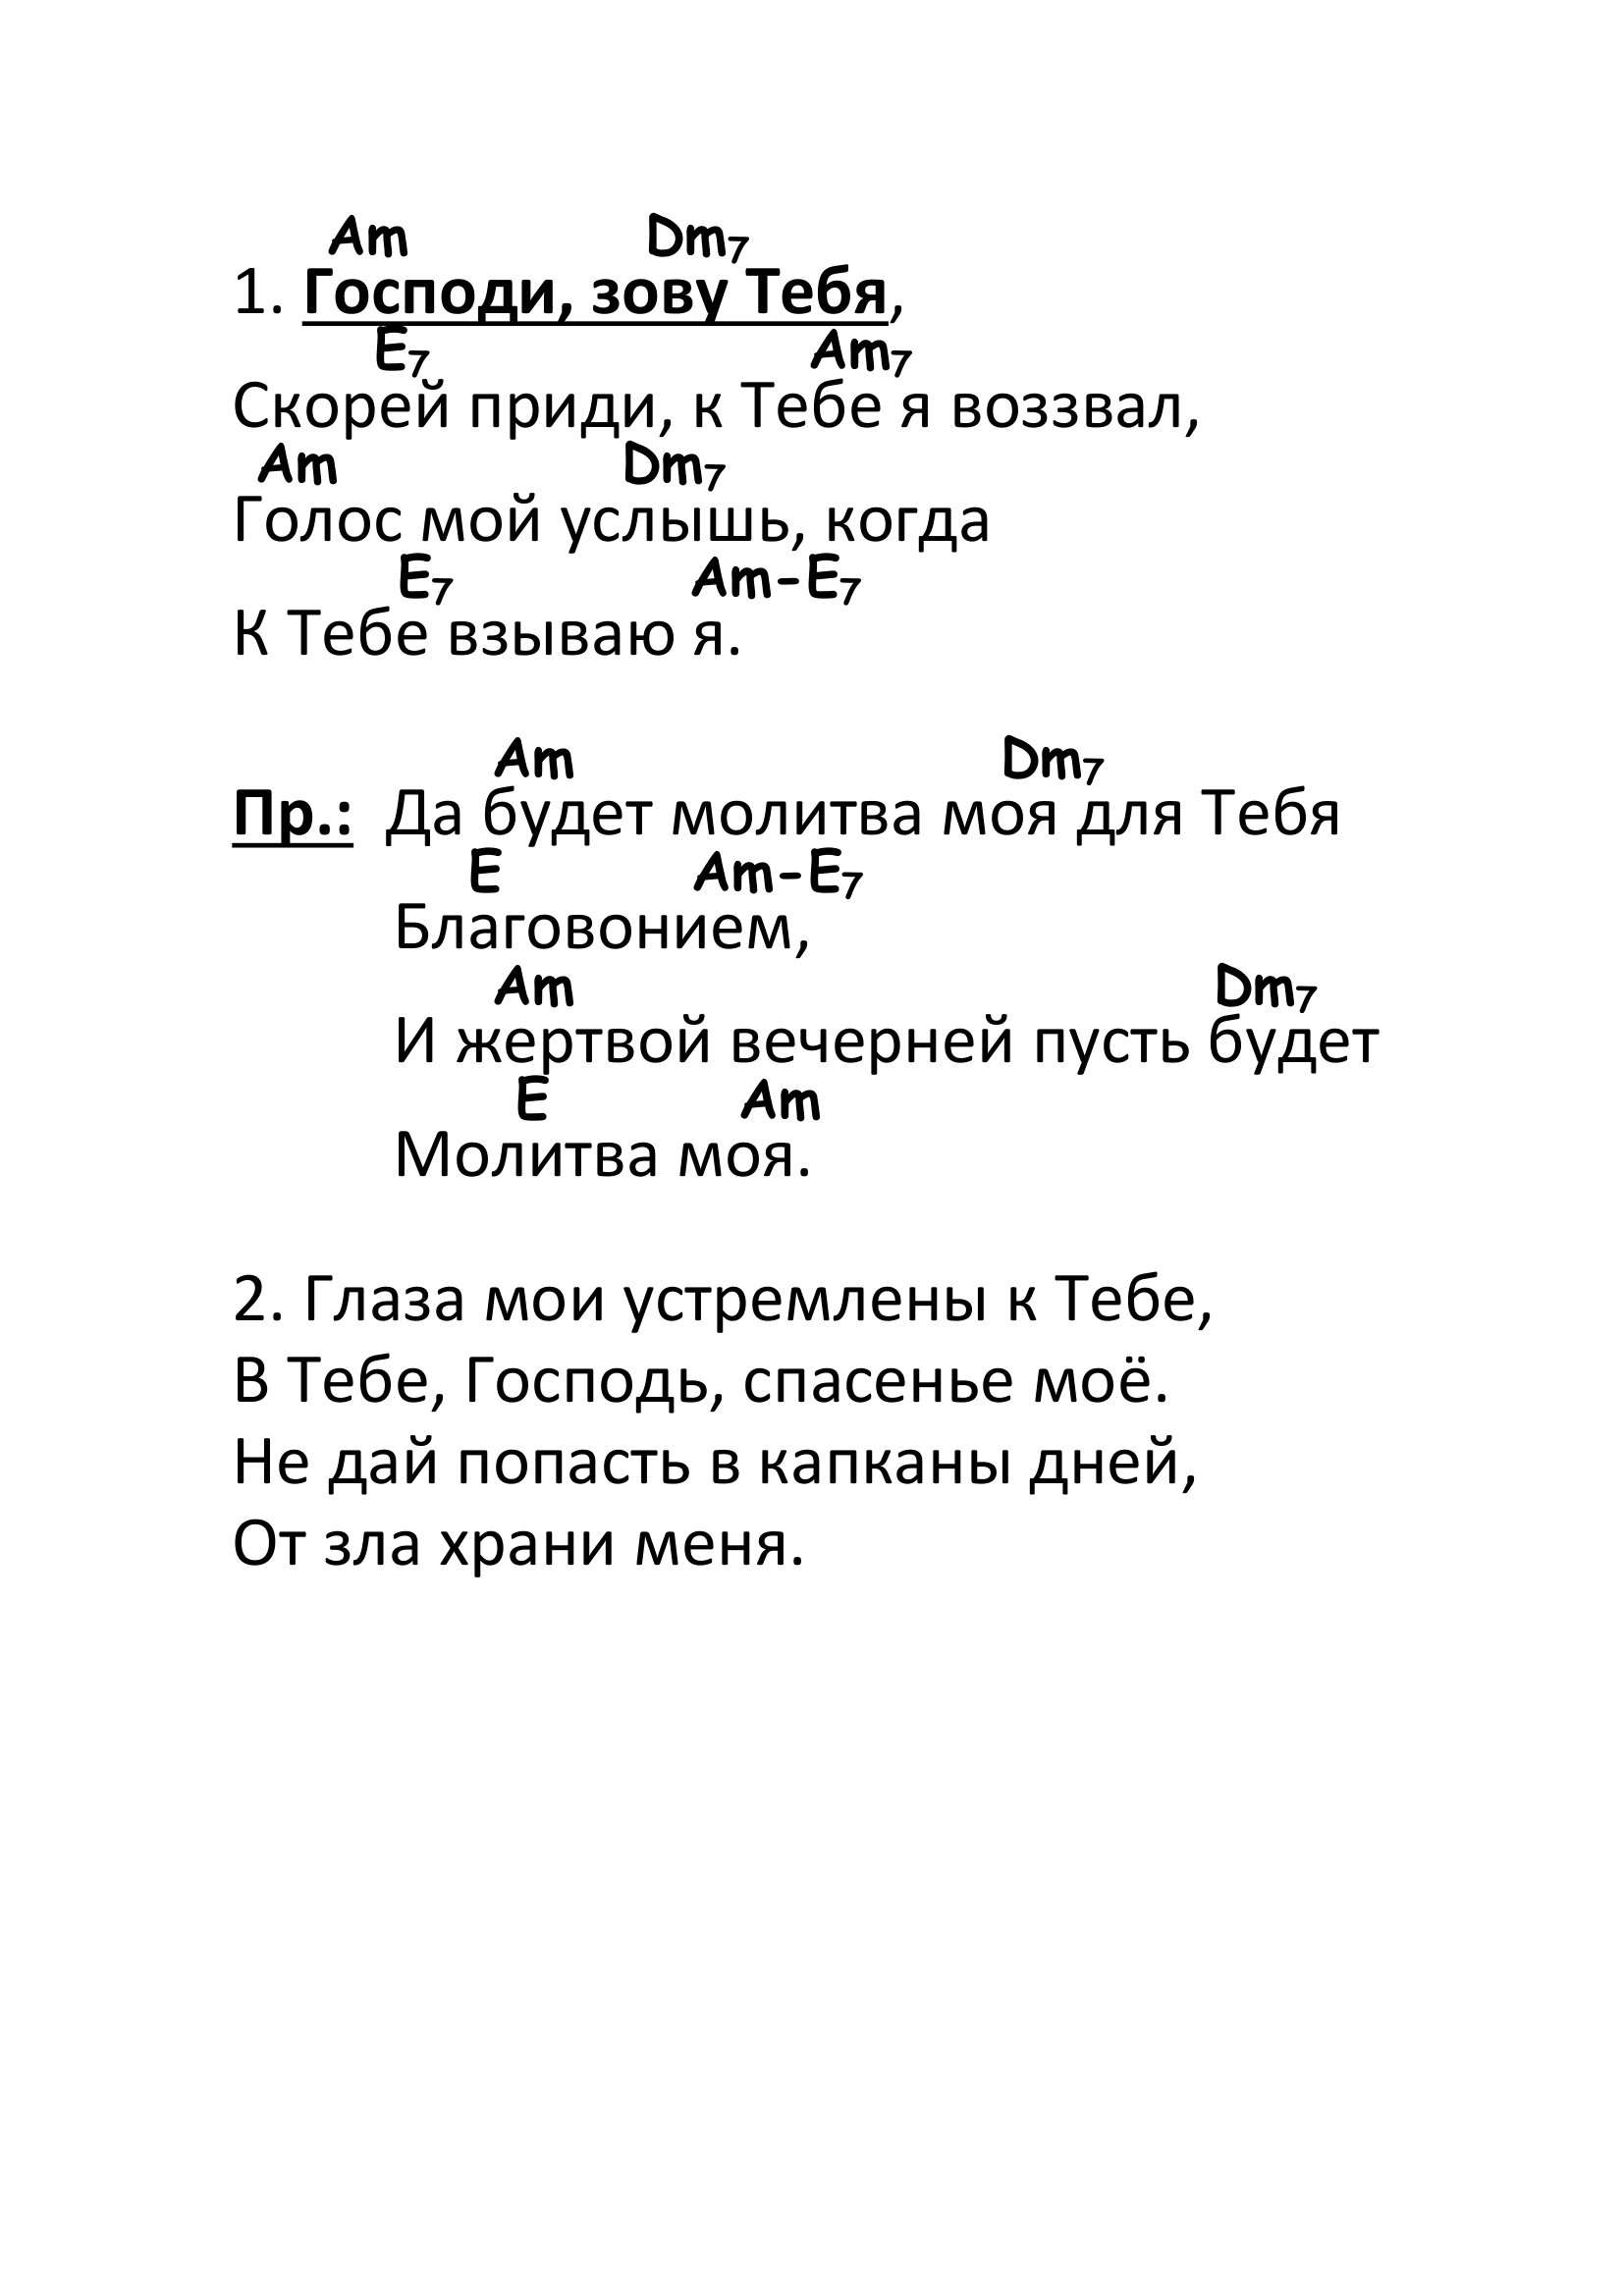 Am Dm7
1. Господи, зову Тебя,
E7 Am7
Скорей приди, к Тебе я воззвал,
Am Dm7
Голос мой услышь, когда
E7 Am-E7
К Тебе взываю я.
Am Dm7
Пр.: Да будет молитва моя для Тебя
E Am-E7
Благовонием,
Am Dm7
И жертвой вечерней пусть будет
E Am
Молитва моя.
2. Глаза мои устремлены к Тебе,
В Тебе, Господь, спасенье моё.
Не дай попасть в капканы дней,
От зла храни меня.